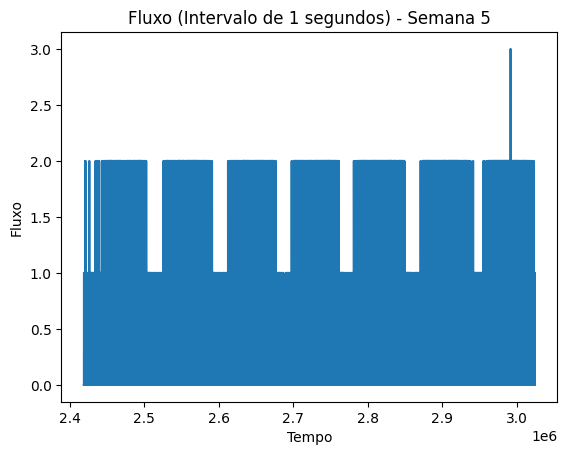 Fluxo (Intervalo de 1 segundos) - Semana 5
3.0
2.5
2.0
1.5
1.0
0.5
0.0
Fluxo
2.4 2.5 2.6 2.7 2.8 2.9 3.0
1e6
Tempo